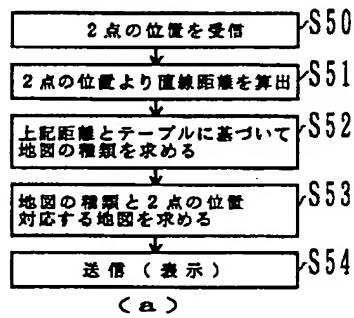 2点の位置を受信 S50
2点の位置より直線距離を算出 S51
上記距離とテーブルに基づいて S52
地図の種類を求める
地図の種類と2点の位置 S53
対応する地図を求める
送信(表示) S54
(a)